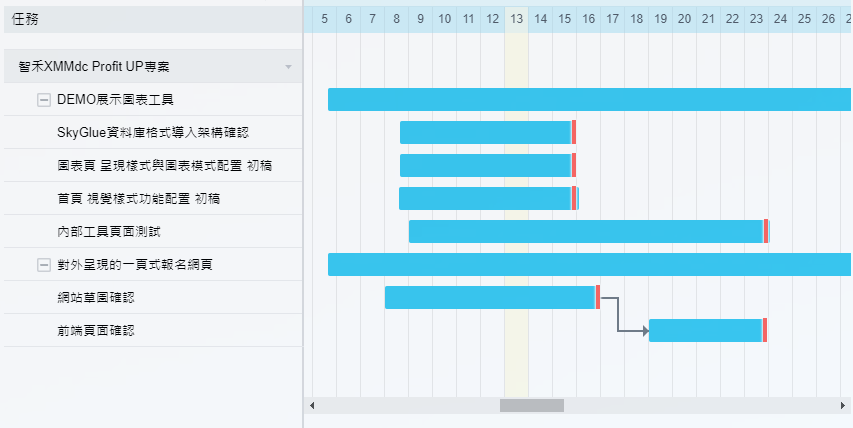 任務
5 6 7 8 9 10 11 12 13 14 15 16 17 18 19 20 21 22 23 24 25 26
智禾XMMdc Profit UP專案
DEMO展示圖表工具
SkyGlue資料庫格式導入架構確認
圖表頁 呈現樣式與圖表模式配置 初稿
首頁 視覺樣式功能配置 初稿
內部工具頁面測試
對外呈現的一頁式報名網頁
網站草圖確認
前端頁面確認